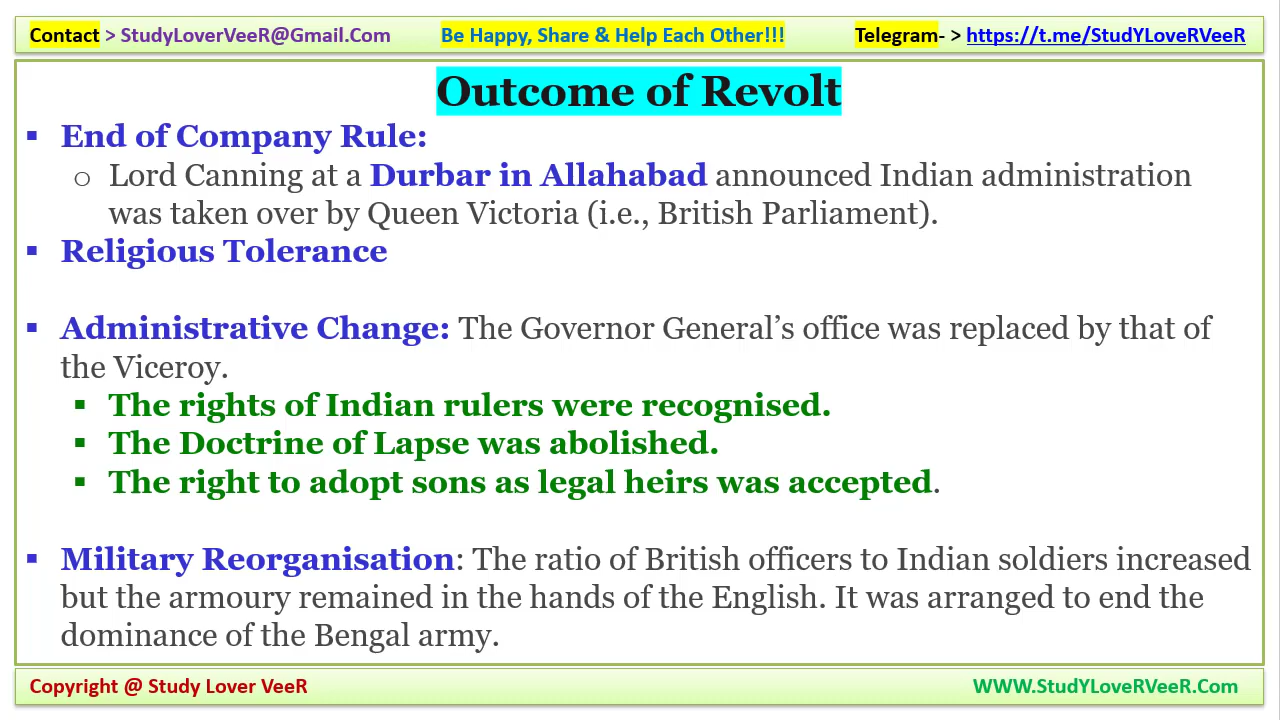 Contact > StudyLoverVeeR@Gmail.Com Be Happy, Share & Help Each Other!!! Telegram- > https://t.me/StudYLoveRVeeR
Outcome of Revolt
▪ End of Company Rule:
o Lord Canning at a Durbar in Allahabad announced Indian administration
was taken over by Queen Victoria (i.e., British Parliament).
▪ Religious Tolerance
▪ Administrative Change: The Governor General’s office was replaced by that of
the Viceroy.
▪ The rights of Indian rulers were recognised.
▪ The Doctrine of Lapse was abolished.
▪ The right to adopt sons as legal heirs was accepted.
▪ Military Reorganisation: The ratio of British officers to Indian soldiers increased
but the armoury remained in the hands of the English. It was arranged to end the
dominance of the Bengal army.
Copyright @ Study Lover VeeR WWW.StudYLoveRVeeR.Com